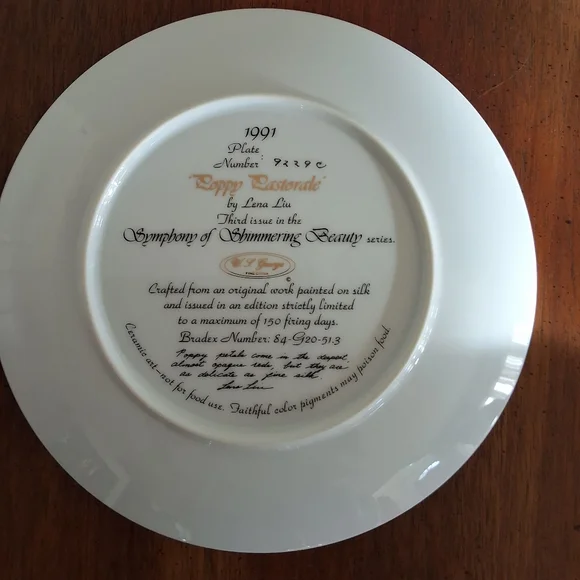 1991
Plate
Number: 9229C
"Poppy Pastorale"
by Lena Liu
Third issue in the
Symphony of Shimmering Beauty series.
W. S. George
©
Crafted from an original work painted on silk
and issued in an edition strictly limited
to a maximum of 150 firing days.
Bradex Number: 84-G20-51.3
Poppy petals come in the deepest,
almost opaque reds, but they are
as delicate as fine silk.
Lena Liu
Ceramic art—not for food use. Faithful color pigments may poison food.